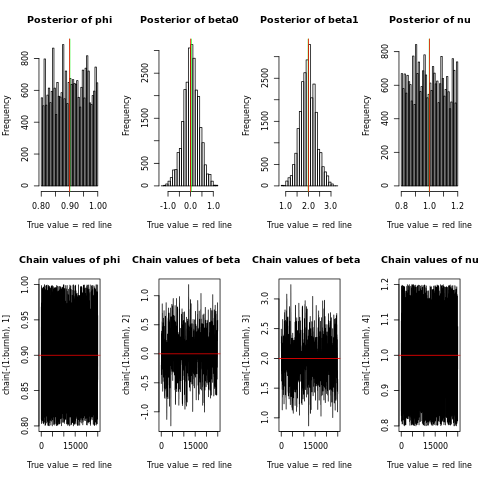 Posterior of phi
Posterior of beta0
Posterior of beta1
Posterior of nu
Frequency
0 200 400 600 800
0.80 0.90 1.00
True value = red line
Frequency
0 500 1500 3500
-1.0 0.0 1.0
True value = red line
Frequency
0 500 1500 3000
1.0 2.0 3.0
True value = red line
Frequency
0 200 400 600 800
0.8 1.0 1.2
True value = red line
Chain values of phi
Chain values of beta
Chain values of beta
Chain values of nu
chain[-(1:burnIn), 1]
0.80 0.85 0.90 0.95 1.00
0 15000
True value = red line
chain[-(1:burnIn), 2]
-1.0 -0.5 0.0 0.5 1.0
0 15000
True value = red line
chain[-(1:burnIn), 3]
1.0 1.5 2.0 2.5 3.0
0 15000
True value = red line
chain[-(1:burnIn), 4]
0.8 0.9 1.0 1.1 1.2
0 15000
True value = red line